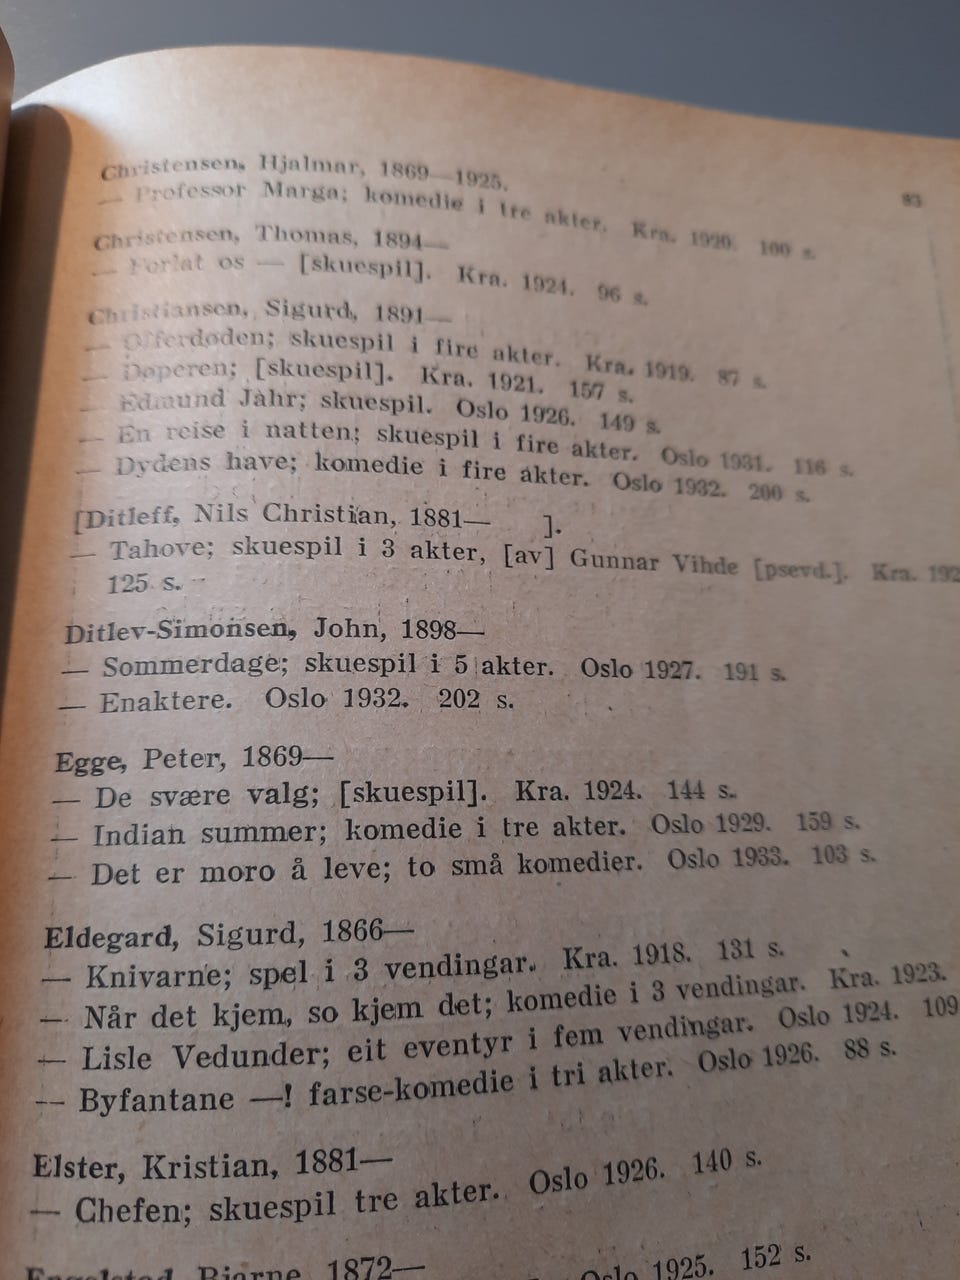 93
Christensen, Hjalmar, 1869—1925.
— Professor Marga; komedie i tre akter. Kra. 1920. 100 s.
Christensen, Thomas, 1894—
— Forlat os — [skuespil]. Kra. 1924. 96 s.
Christiansen, Sigurd, 1891—
— Offerdøden; skuespil i fire akter. Kra. 1919. 87 s.
— Døperen; [skuespil]. Kra. 1921. 157 s.
— Edmund Jahr; skuespil. Oslo 1926. 149 s.
— En reise i natten; skuespil i fire akter. Oslo 1931. 116 s.
— Dydens have; komedie i fire akter. Oslo 1932. 200 s.
[Ditleff, Nils Christian, 1881— ].
— Tahove; skuespil i 3 akter, [av] Gunnar Vihde [psevd.]. Kra. 192
125 s.
Ditlev-Simonsen, John, 1898—
— Sommerdage; skuespil i 5 akter. Oslo 1927. 191 s.
— Enaktere. Oslo 1932. 202 s.
Egge, Peter, 1869—
— De svære valg; [skuespil]. Kra. 1924. 144 s.
— Indian summer; komedie i tre akter. Oslo 1929. 159 s.
— Det er moro å leve; to små komedier. Oslo 1933. 103 s.
Eldegard, Sigurd, 1866—
— Knivarne; spel i 3 vendingar. Kra. 1918. 131 s.
— Når det kjem, so kjem det; komedie i 3 vendingar. Kra. 1923.
— Lisle Vedunder; eit eventyr i fem vendingar. Oslo 1924. 109
— Byfantane —! farse-komedie i tri akter. Oslo 1926. 88 s.
Elster, Kristian, 1881—
— Chefen; skuespil tre akter. Oslo 1926. 140 s.
Engelstad, Bjarne, 1872—
Oslo 1925. 152 s.